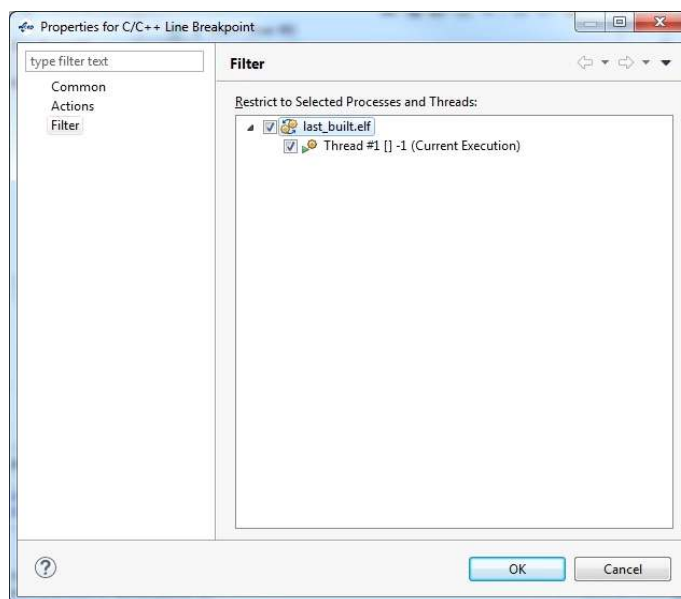 Properties for C/C++ Line Breakpoint
type filter text
Common
Actions
Filter
Filter
Restrict to Selected Processes and Threads:
last_built.elf
Thread #1 [] -1 (Current Execution)
?
OK
Cancel